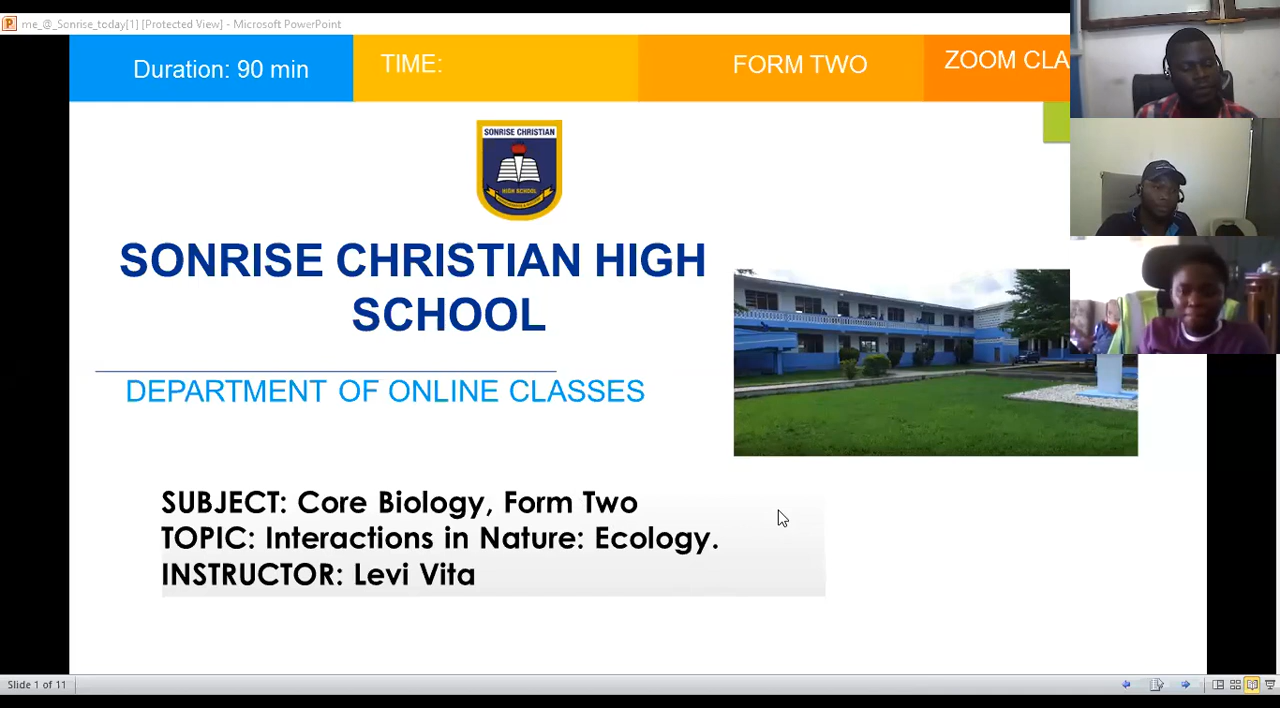 me_@_Sonrise_today[1] [Protected View] - Microsoft PowerPoint
Duration: 90 min
TIME:
FORM TWO
ZOOM CLA
SONRISE CHRISTIAN
HIGH SCHOOL
SONRISE CHRISTIAN HIGH
SCHOOL
DEPARTMENT OF ONLINE CLASSES
SUBJECT: Core Biology, Form Two
TOPIC: Interactions in Nature: Ecology.
INSTRUCTOR: Levi Vita
Slide 1 of 11